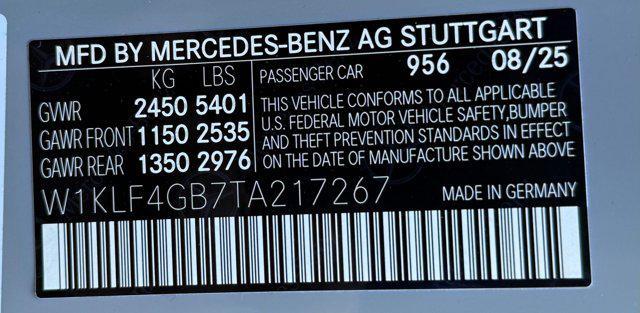 MFD BY MERCEDES-BENZ AG STUTTGART
KG LBS
GVWR 2450 5401
GAWR FRONT 1150 2535
GAWR REAR 1350 2976
PASSENGER CAR 956 08/25
THIS VEHICLE CONFORMS TO ALL APPLICABLE
U.S. FEDERAL MOTOR VEHICLE SAFETY,BUMPER
AND THEFT PREVENTION STANDARDS IN EFFECT
ON THE DATE OF MANUFACTURE SHOWN ABOVE
W1KLF4GB7TA217267
MADE IN GERMANY